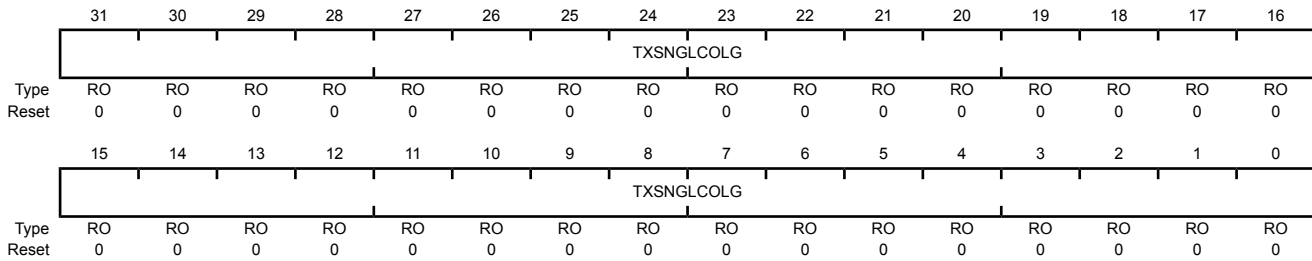 31 30 29 28 27 26 25 24 23 22 21 20 19 18 17 16
TXSNGLCOLG
Type RO RO RO RO RO RO RO RO RO RO RO RO RO RO RO RO
Reset 0 0 0 0 0 0 0 0 0 0 0 0 0 0 0 0
15 14 13 12 11 10 9 8 7 6 5 4 3 2 1 0
TXSNGLCOLG
Type RO RO RO RO RO RO RO RO RO RO RO RO RO RO RO RO
Reset 0 0 0 0 0 0 0 0 0 0 0 0 0 0 0 0